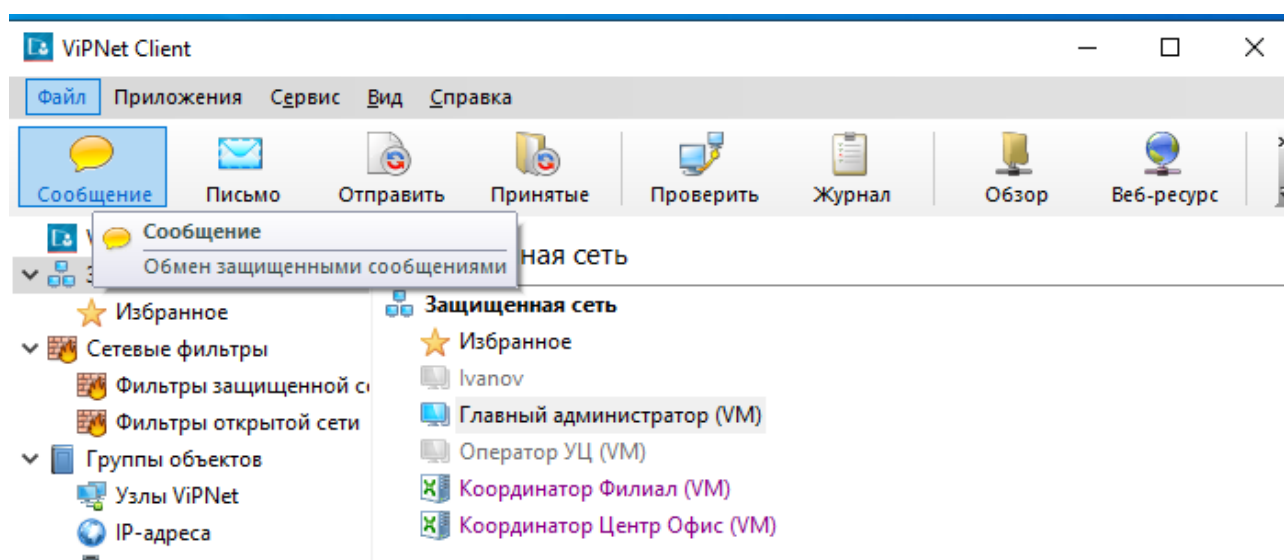 ViPNet Client
Файл Приложения Сервис Вид Справка
Сообщение Письмо Отправить Принятые Проверить Журнал Обзор Веб-ресурс
Сообщение
Обмен защищенными сообщениями
ная сеть
Избранное
Сетевые фильтры
Фильтры защищенной
Фильтры открытой сети
Группы объектов
Узлы ViPNet
IP-адреса
Защищенная сеть
Избранное
Ivanov
Главный администратор (VM)
Оператор УЦ (VM)
Координатор Филиал (VM)
Координатор Центр Офис (VM)